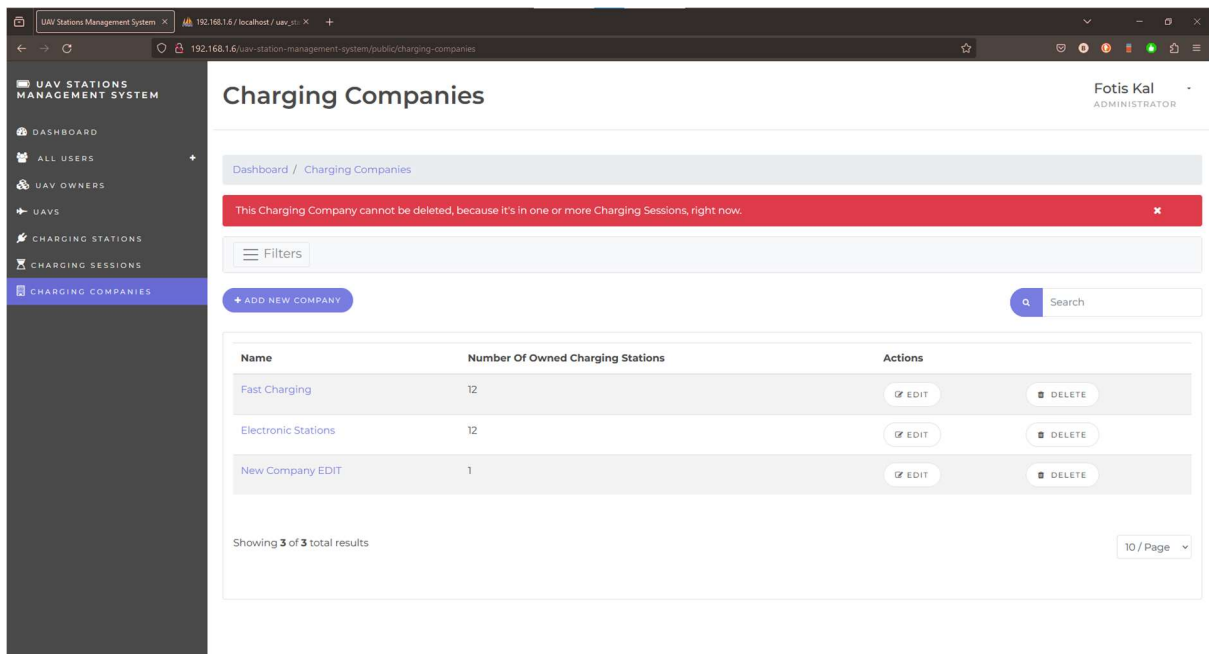 UAV Stations Management System
192.168.1.6 / localhost / uav_st
192.168.1.6/uav-station-management-system/public/charging-companies
UAV STATIONS
MANAGEMENT SYSTEM
DASHBOARD
ALL USERS +
UAV OWNERS
UAVS
CHARGING STATIONS
CHARGING SESSIONS
CHARGING COMPANIES
Charging Companies
Fotis Kal
ADMINISTRATOR
Dashboard / Charging Companies
This Charging Company cannot be deleted, because it's in one or more Charging Sessions, right now.
Filters
+ ADD NEW COMPANY
Search
Name Number Of Owned Charging Stations Actions
Fast Charging 12 EDIT DELETE
Electronic Stations 12 EDIT DELETE
New Company EDIT 1 EDIT DELETE
Showing 3 of 3 total results
10 / Page